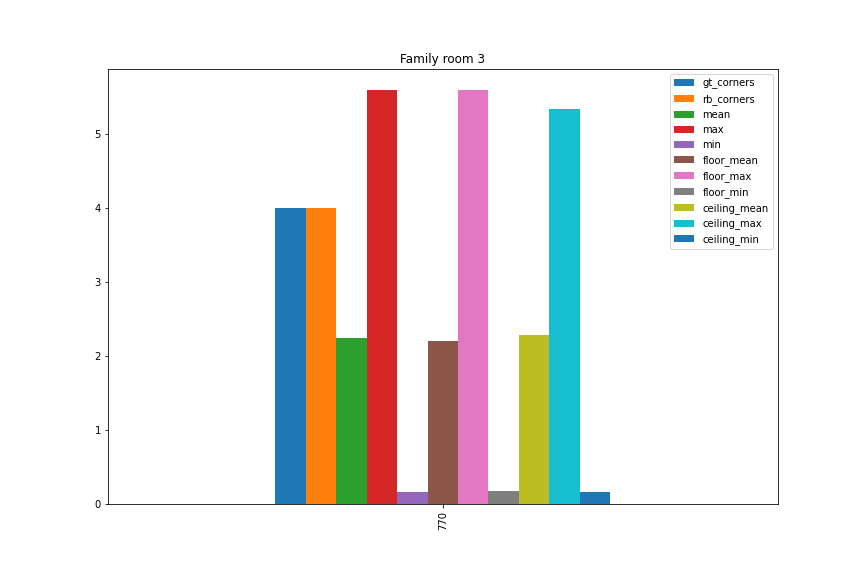 Family room 3
gt_corners
rb_corners
mean
max
min
floor_mean
floor_max
floor_min
ceiling_mean
ceiling_max
ceiling_min
5
4
3
2
1
0
770